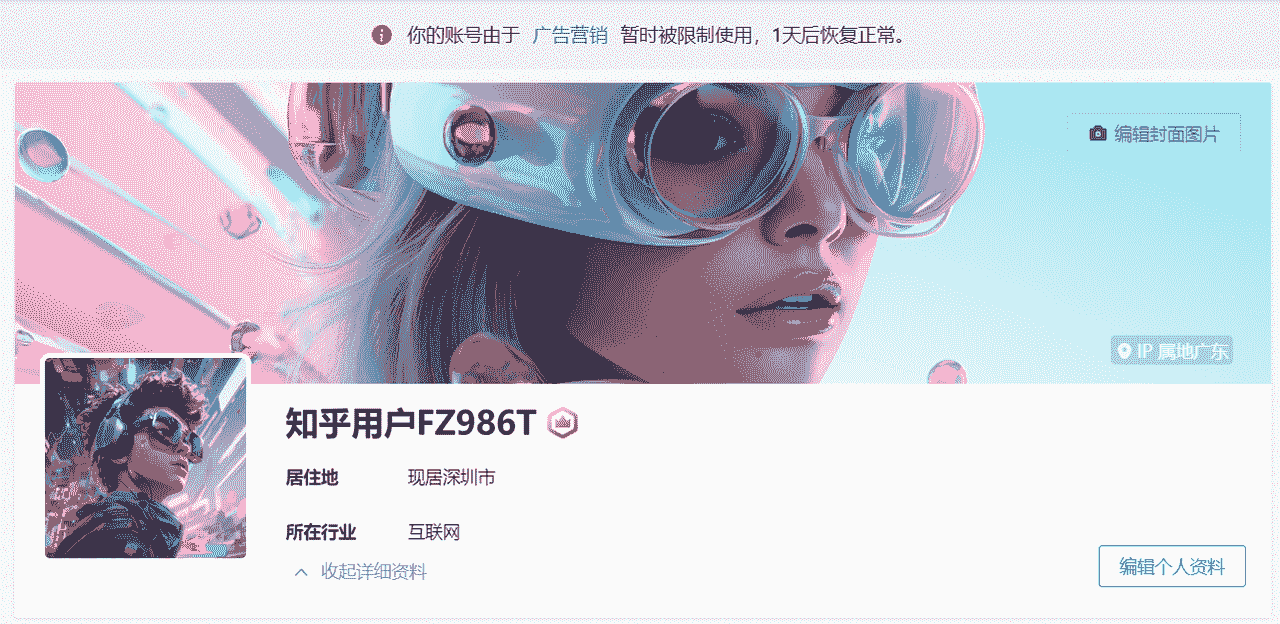 你的账号由于 广告营销 暂时被限制使用，1天后恢复正常。
编辑封面图片
IP 属地广东
知乎用户FZ986T
居住地 现居深圳市
所在行业 互联网
收起详细资料
编辑个人资料